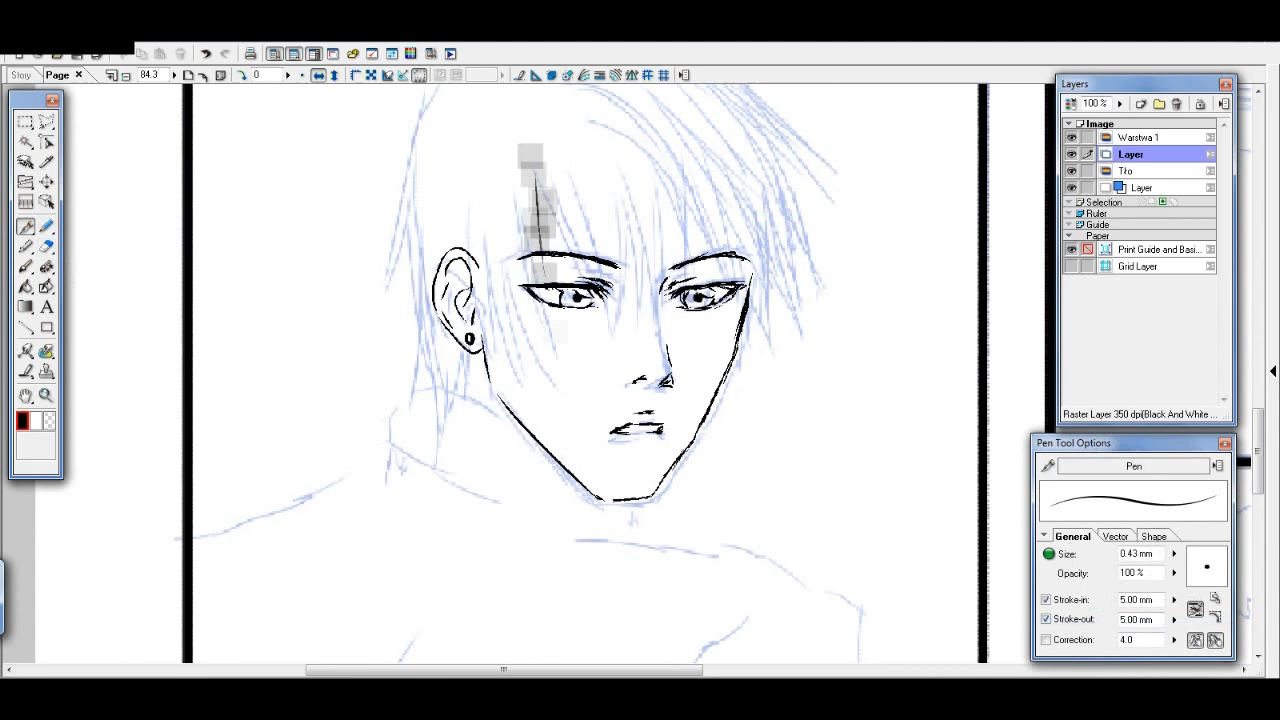 Story
Page
84.3
0
Layers
100 %
Image
Warstwa 1
Layer
Tło
Layer
Selection
Ruler
Guide
Paper
Print Guide and Basi...
Grid Layer
Raster Layer 350 dpi(Black And White ...
Pen Tool Options
Pen
General
Vector
Shape
Size:
0.43 mm
Opacity:
100 %
Stroke-in:
5.00 mm
Stroke-out:
5.00 mm
Correction:
4.0
A